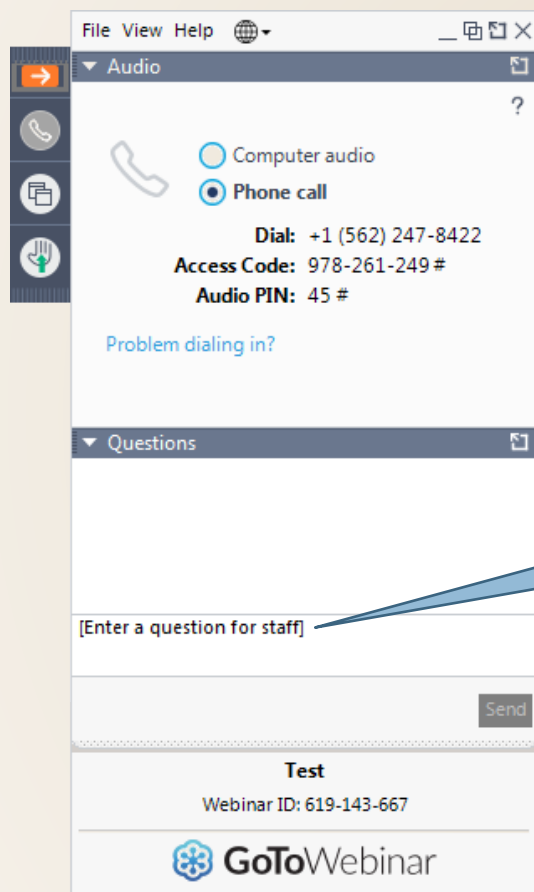 File View Help
Audio
?
Computer audio
Phone call
Dial: +1 (562) 247-8422
Access Code: 978-261-249 #
Audio PIN: 45 #
Problem dialing in?
Questions
[Enter a question for staff]
Send
Test
Webinar ID: 619-143-667
GoToWebinar